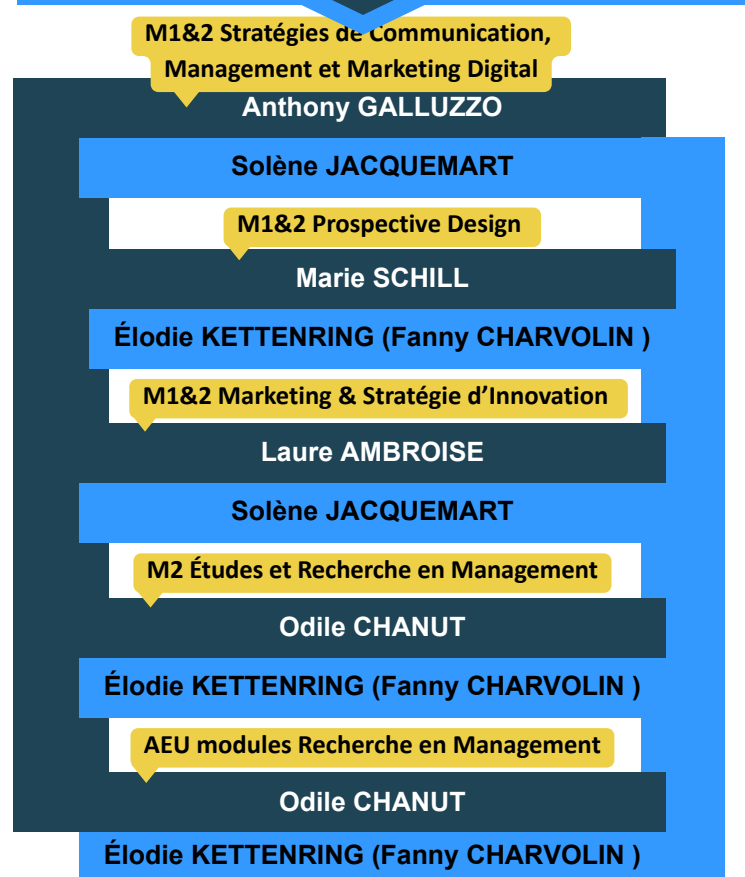 M1&2 Stratégies de Communication,
Management et Marketing Digital
Anthony GALLUZZO
Solène JACQUEMART
M1&2 Prospective Design
Marie SCHILL
Élodie KETTENRING (Fanny CHARVOLIN )
M1&2 Marketing & Stratégie d’Innovation
Laure AMBROISE
Solène JACQUEMART
M2 Études et Recherche en Management
Odile CHANUT
Élodie KETTENRING (Fanny CHARVOLIN )
AEU modules Recherche en Management
Odile CHANUT
Élodie KETTENRING (Fanny CHARVOLIN )